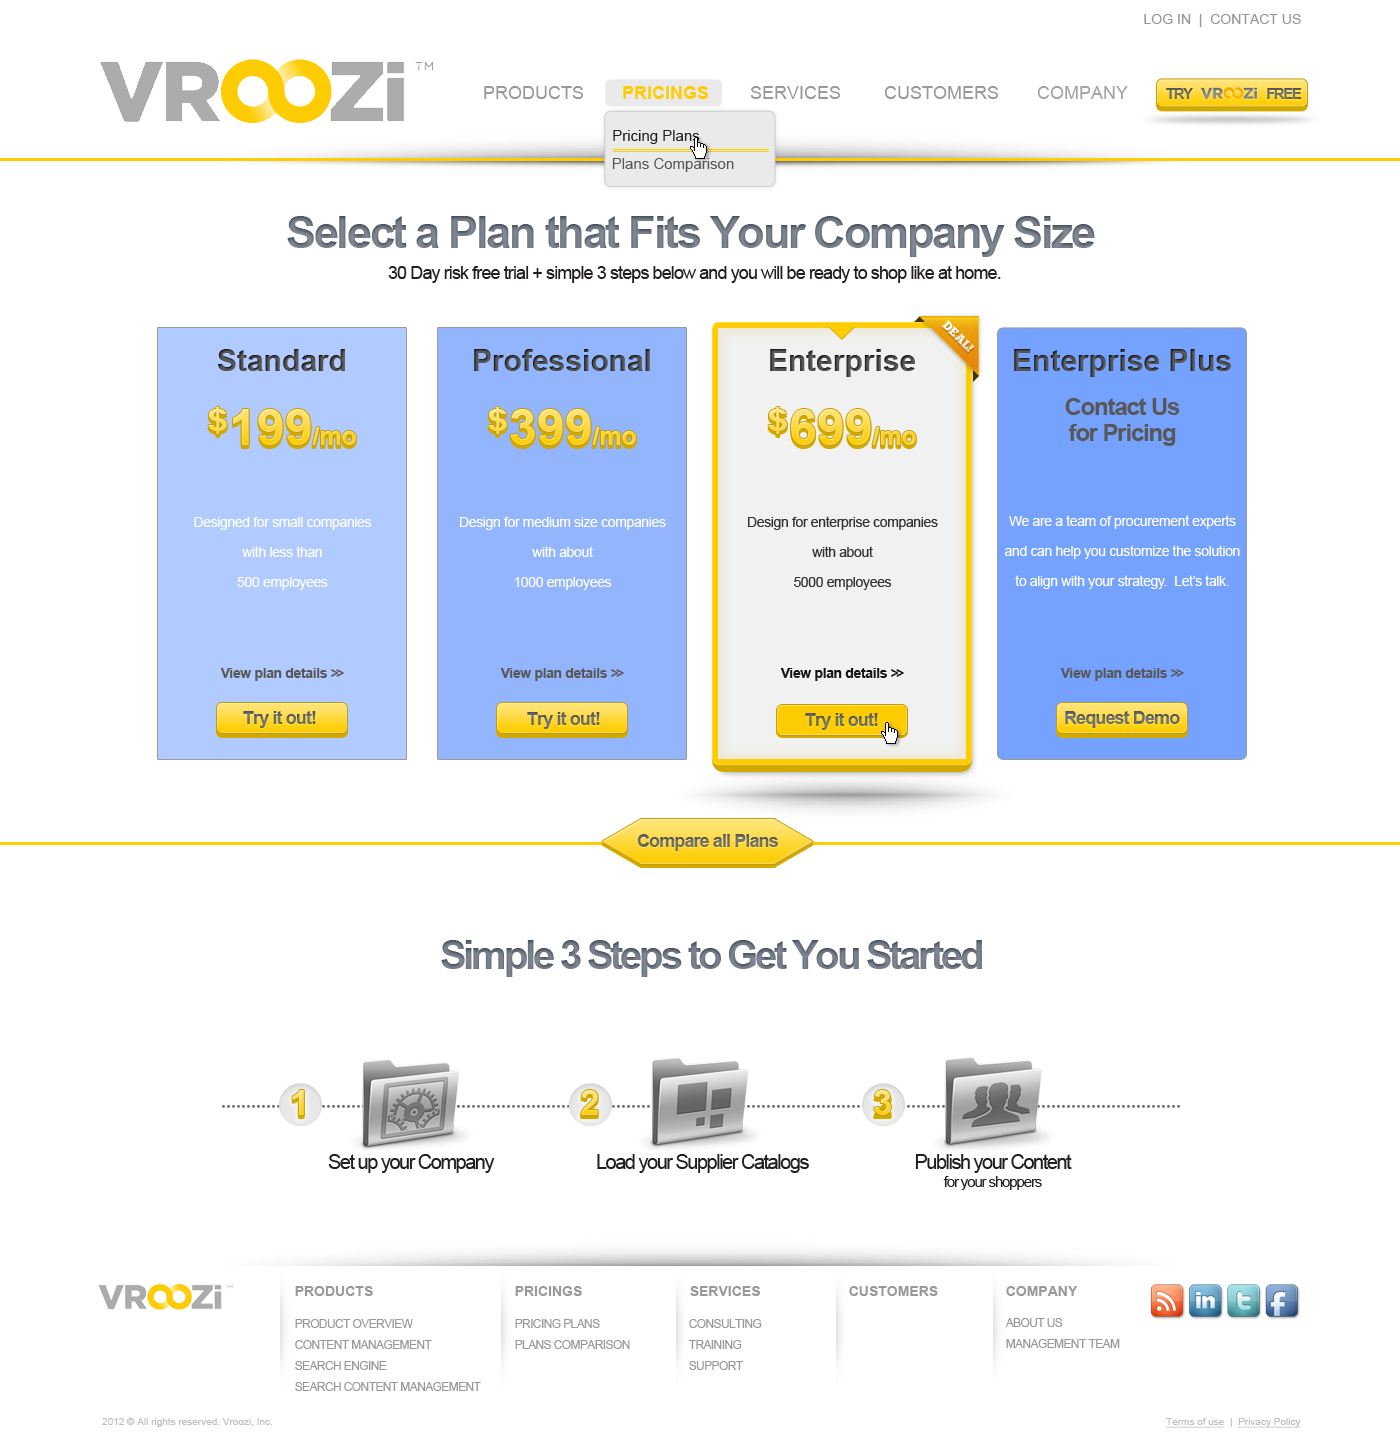 LOG IN | CONTACT US
VROOZi ™
PRODUCTS PRICINGS SERVICES CUSTOMERS COMPANY TRY VROOZi FREE
Pricing Plans
Plans Comparison
Select a Plan that Fits Your Company Size
30 Day risk free trial + simple 3 steps below and you will be ready to shop like at home.
DEAL!
Standard
$199/mo
Designed for small companies
with less than
500 employees
View plan details >>
Try it out!
Professional
$399/mo
Design for medium size companies
with about
1000 employees
View plan details >>
Try it out!
Enterprise
$699/mo
Design for enterprise companies
with about
5000 employees
View plan details >>
Try it out!
Enterprise Plus
Contact Us
for Pricing
We are a team of procurement experts
and can help you customize the solution
to align with your strategy. Let's talk.
View plan details >>
Request Demo
Compare all Plans
Simple 3 Steps to Get You Started
1
Set up your Company
2
Load your Supplier Catalogs
3
Publish your Content
for your shoppers
VROOZi ™
PRODUCTS
PRODUCT OVERVIEW
CONTENT MANAGEMENT
SEARCH ENGINE
SEARCH CONTENT MANAGEMENT
PRICINGS
PRICING PLANS
PLANS COMPARISON
SERVICES
CONSULTING
TRAINING
SUPPORT
CUSTOMERS
COMPANY
ABOUT US
MANAGEMENT TEAM
in t f
2012 © All rights reserved. Vroozi, Inc.
Terms of use | Privacy Policy